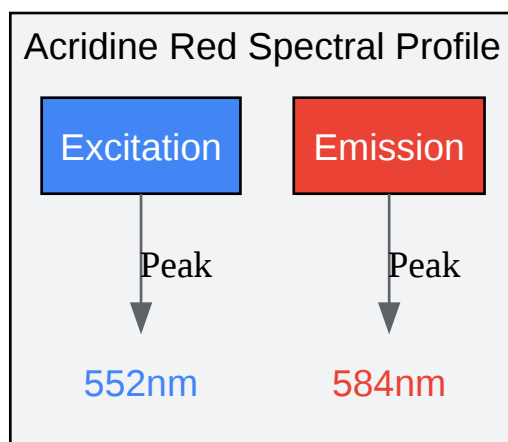 Acridine Red Spectral Profile
Excitation Emission
Peak Peak
552nm 584nm